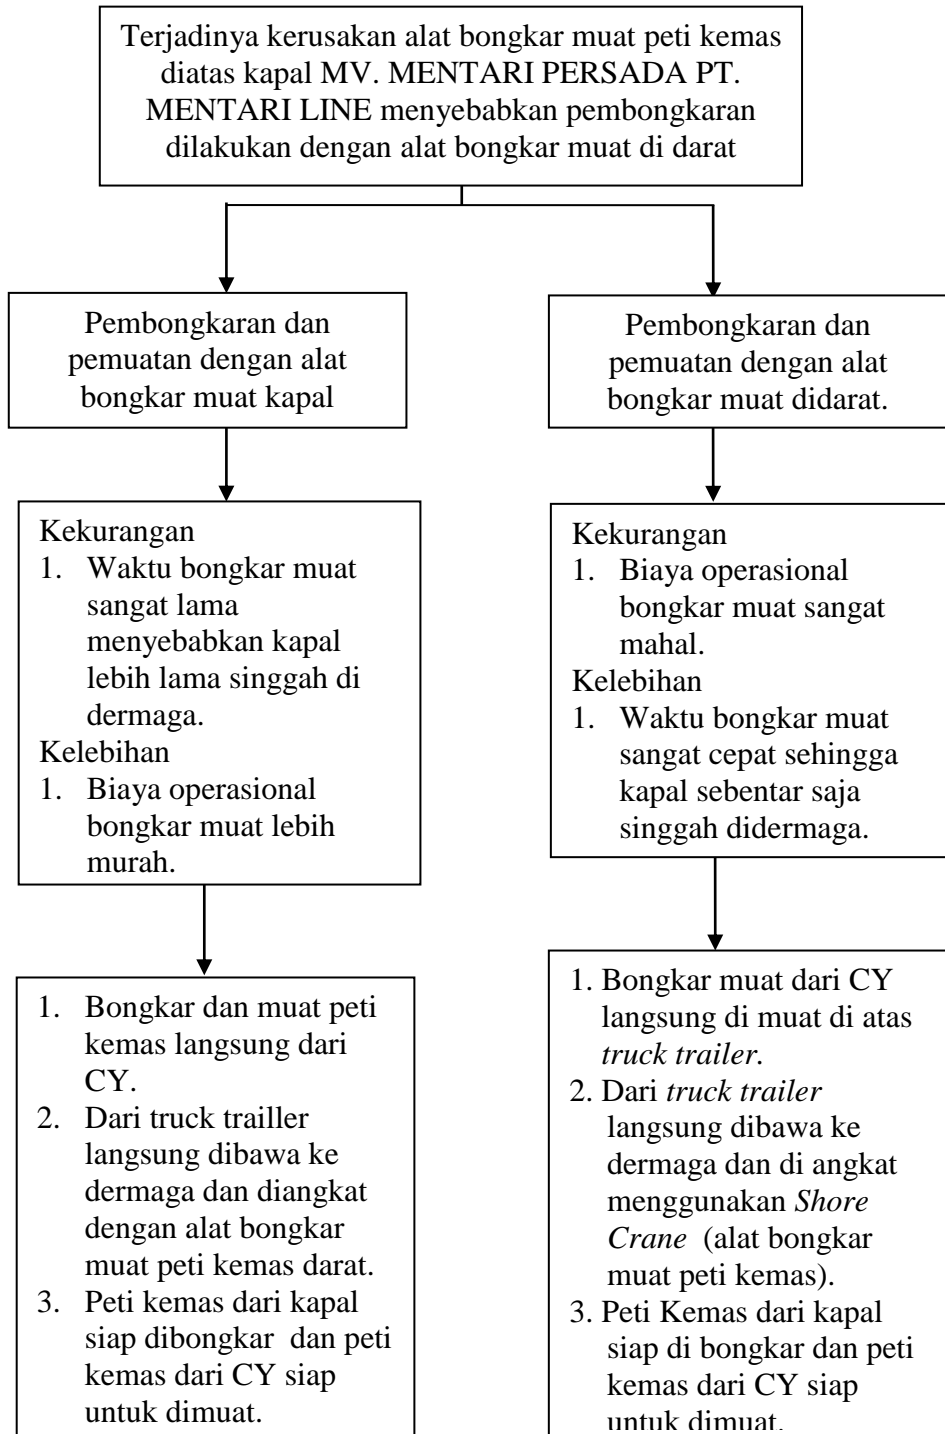 Terjadinya kerusakan alat bongkar muat peti kemas
diatas kapal MV. MENTARI PERSADA PT.
MENTARI LINE menyebabkan pembongkaran
dilakukan dengan alat bongkar muat di darat
Pembongkaran dan
pemuatan dengan alat
bongkar muat kapal
Pembongkaran dan
pemuatan dengan alat
bongkar muat didarat.
Kekurangan
1. Waktu bongkar muat
sangat lama
menyebabkan kapal
lebih lama singgah di
dermaga.
Kelebihan
1. Biaya operasional
bongkar muat lebih
murah.
Kekurangan
1. Biaya operasional
bongkar muat sangat
mahal.
Kelebihan
1. Waktu bongkar muat
sangat cepat sehingga
kapal sebentar saja
singgah didermaga.
1. Bongkar dan muat peti
kemas langsung dari
CY.
2. Dari truck trailler
langsung dibawa ke
dermaga dan diangkat
dengan alat bongkar
muat peti kemas darat.
3. Peti kemas dari kapal
siap dibongkar dan peti
kemas dari CY siap
untuk dimuat.
1. Bongkar muat dari CY
langsung di muat di atas
truck trailer.
2. Dari truck trailer
langsung dibawa ke
dermaga dan di angkat
menggunakan Shore
Crane (alat bongkar
muat peti kemas).
3. Peti Kemas dari kapal
siap di bongkar dan peti
kemas dari CY siap
untuk dimuat.